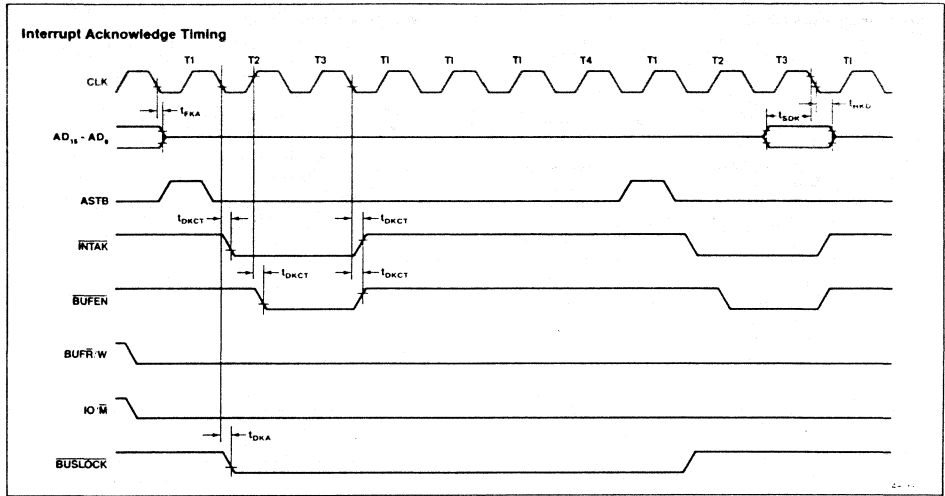 Interrupt Acknowledge Timing
T1 T2 T3 TI TI TI T4 T1 T2 T3 TI
CLK
tFKA
tSDK
tHKD
AD15 - AD0
ASTB
tDKCT tDKCT
INTAK
tDKCT tDKCT
BUFEN
BUFR/W
IO/M
tDKA
BUSLOCK